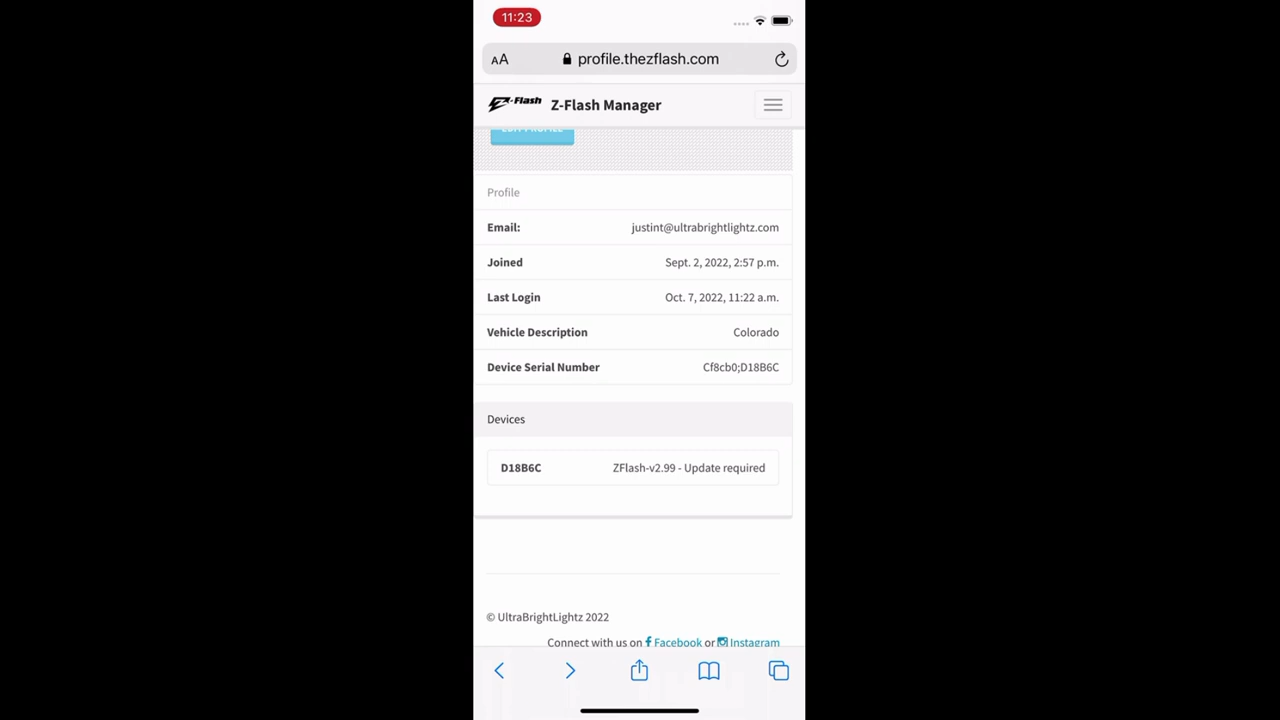 11:23
AA profile.thezflash.com
Z-Flash Z-Flash Manager
EDIT PROFILE
Profile
Email: justint@ultrabrightlightz.com
Joined Sept. 2, 2022, 2:57 p.m.
Last Login Oct. 7, 2022, 11:22 a.m.
Vehicle Description Colorado
Device Serial Number Cf8cb0;D18B6C
Devices
D18B6C ZFlash-v2.99 - Update required
© UltraBrightLightz 2022
Connect with us on Facebook or Instagram